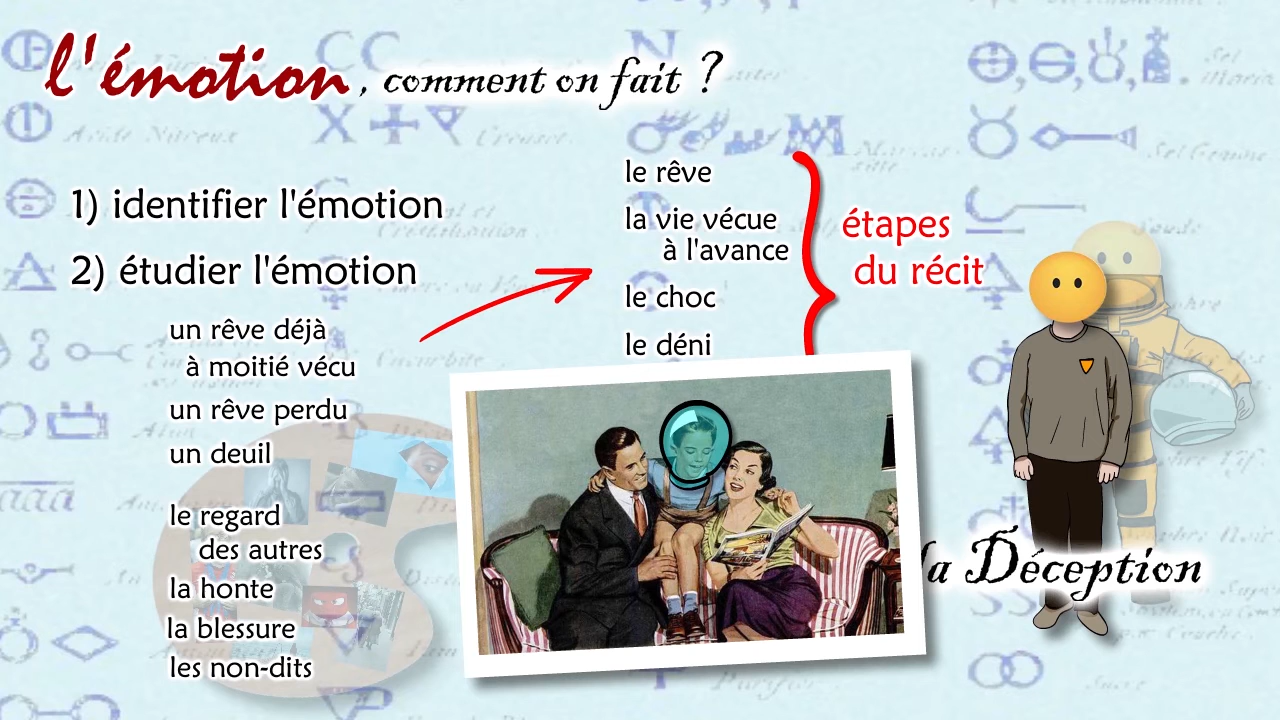 l'émotion, comment on fait ?
1) identifier l'émotion
2) étudier l'émotion
un rêve déjà
à moitié vécu
un rêve perdu
un deuil
le regard
des autres
la honte
la blessure
les non-dits
le rêve
la vie vécue
à l'avance
le choc
le déni
étapes
du récit
la Déception